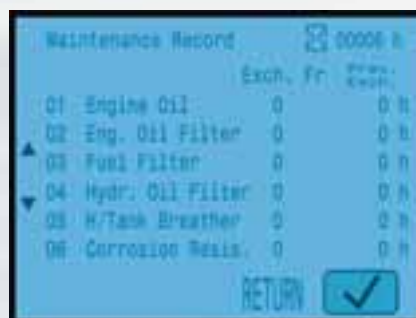 Maintenance Record 00006 h
Exch. Fr Prev. Exch.
01 Engine Oil 0 0 h
02 Eng. Oil Filter 0 0 h
03 Fuel Filter 0 0 h
04 Hydr. Oil Filter 0 0 h
05 H/Tank Breather 0 0 h
06 Corrosion Resis. 0 0 h
RETURN